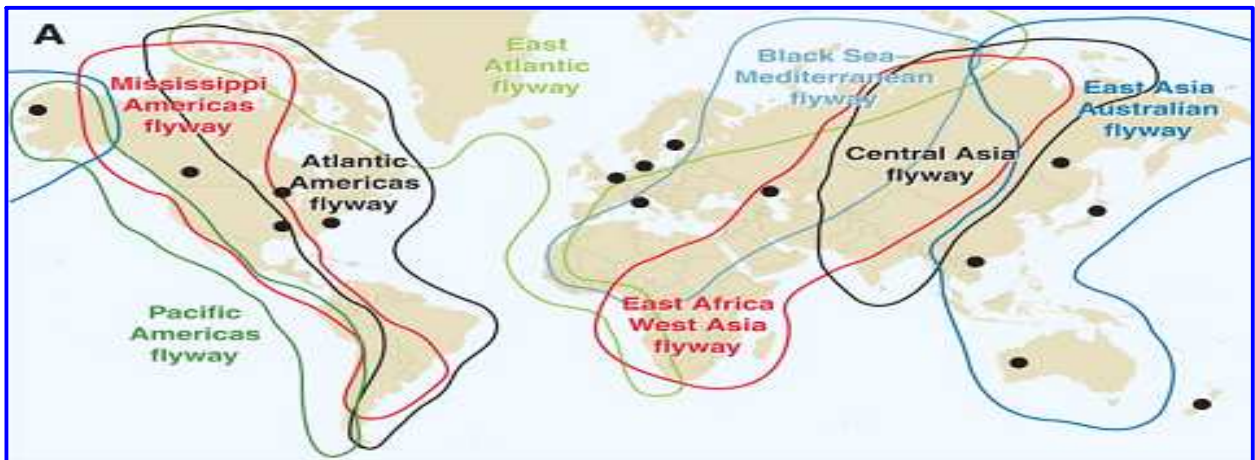 A
East
Atlantic
flyway
Black Sea
Mediterranean
flyway
Mississippi
Americas
flyway
East Asia
Australian
flyway
Atlantic
Americas
flyway
Central Asia
flyway
East Africa
West Asia
flyway
Pacific
Americas
flyway